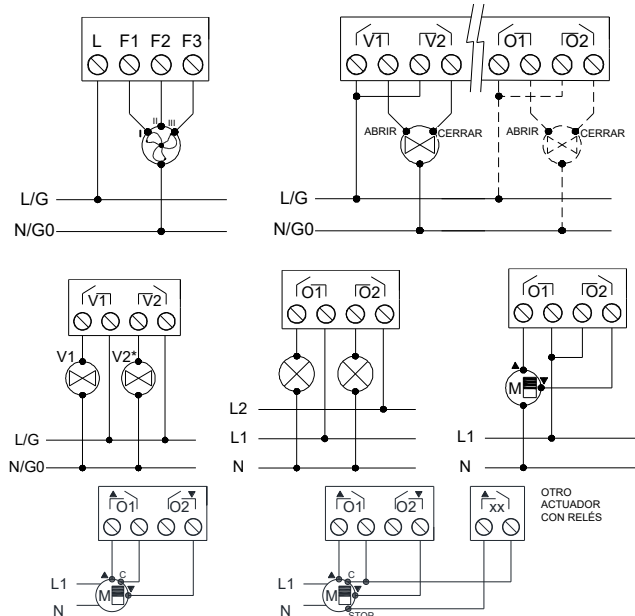 L F1 F2 F3
I II III
L/G
N/G0
V1 V2 O1 O2
ABRIR CERRAR ABRIR CERRAR
L/G
N/G0
V1 V2
V1 V2*
L/G
N/G0
O1 O2
L2
L1
N
O1 O2
M
L1
N
O1 O2
C
L1 M
N
O1 O2 xx
C
L1 M
N
STOP
OTRO
ACTUADOR
CON RELÉS